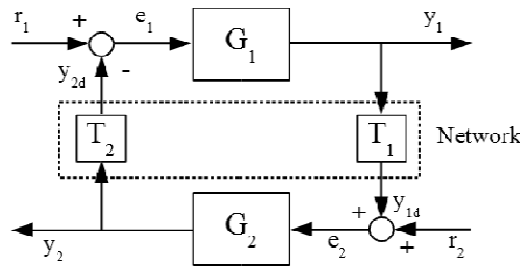 r1 + e1 G1 y1
y2d -
T2 T1 Network
+ y1d
y2 G2 e2 + r2